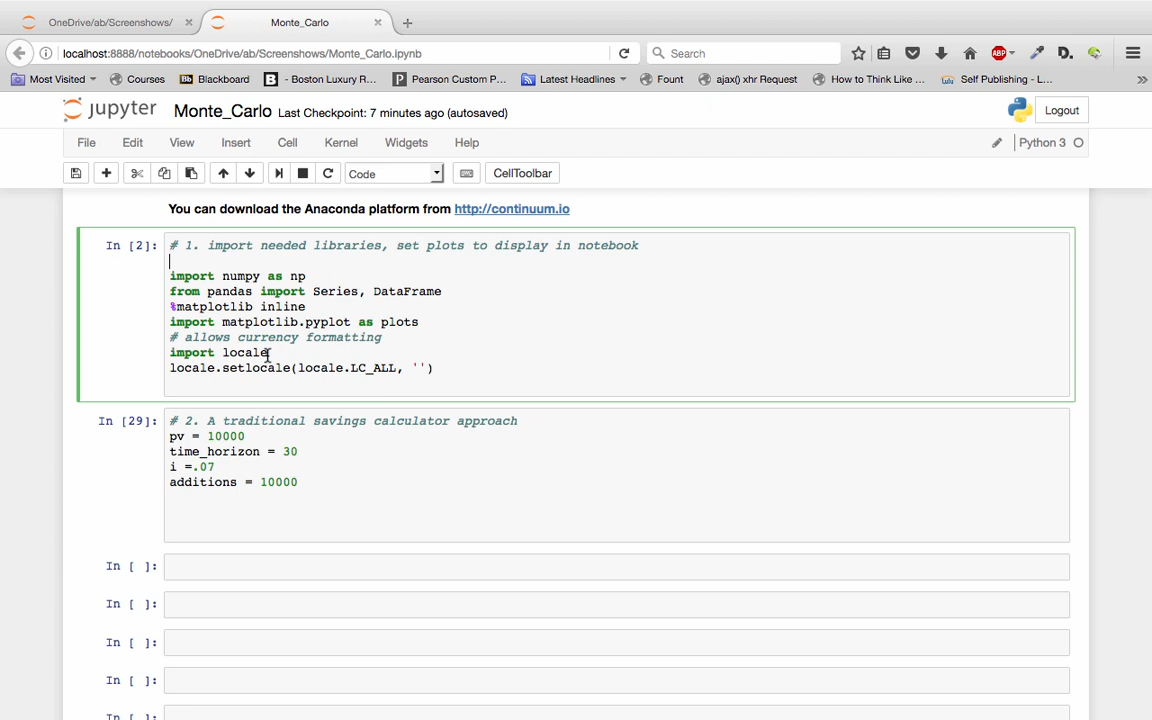 OneDrive/ab/Screenshots/
Monte_Carlo
localhost:8888/notebooks/OneDrive/ab/Screenshots/Monte_Carlo.ipynb
Search
ABP
D.
Most Visited
Courses
Bb Blackboard
B - Boston Luxury R...
P Pearson Custom P...
Latest Headlines
Fount
ajax() xhr Request
How to Think Like ...
Lulu Self Publishing - L...
jupyter Monte_Carlo Last Checkpoint: 7 minutes ago (autosaved)
Logout
File Edit View Insert Cell Kernel Widgets Help
Python 3
Code
CellToolbar
You can download the Anaconda platform from http://continuum.io
In [2]: # 1. import needed libraries, set plots to display in notebook
import numpy as np
from pandas import Series, DataFrame
%matplotlib inline
import matplotlib.pyplot as plots
# allows currency formatting
import locale
locale.setlocale(locale.LC_ALL, '')
In [29]: # 2. A traditional savings calculator approach
pv = 10000
time_horizon = 30
i =.07
additions = 10000
In [ ]:
In [ ]:
In [ ]:
In [ ]:
In [ ]: